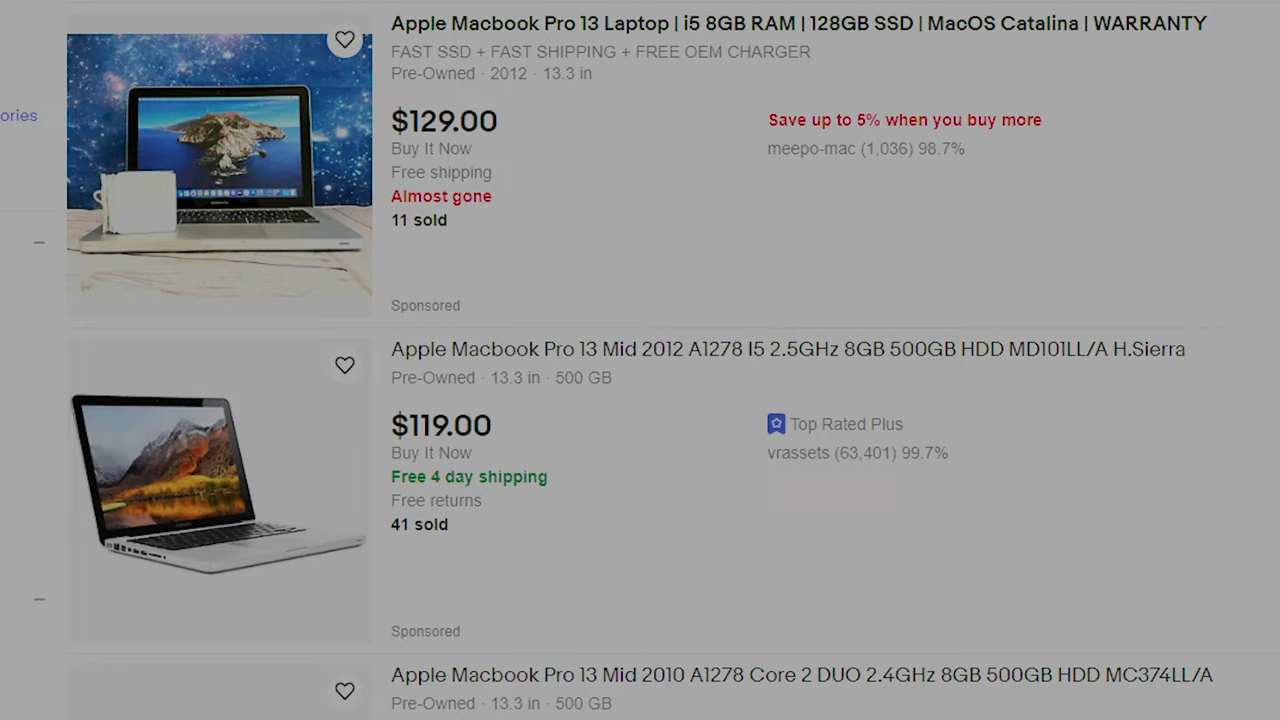 ories
Apple Macbook Pro 13 Laptop | i5 8GB RAM | 128GB SSD | MacOS Catalina | WARRANTY
FAST SSD + FAST SHIPPING + FREE OEM CHARGER
Pre-Owned · 2012 · 13.3 in
$129.00
Buy It Now
Free shipping
Almost gone
11 sold
Save up to 5% when you buy more
meepo-mac (1,036) 98.7%
Sponsored
Apple Macbook Pro 13 Mid 2012 A1278 I5 2.5GHz 8GB 500GB HDD MD101LL/A H.Sierra
Pre-Owned · 13.3 in · 500 GB
$119.00
Buy It Now
Free 4 day shipping
Free returns
41 sold
Top Rated Plus
vrassets (63,401) 99.7%
Sponsored
Apple Macbook Pro 13 Mid 2010 A1278 Core 2 DUO 2.4GHz 8GB 500GB HDD MC374LL/A
Pre-Owned · 13.3 in · 500 GB